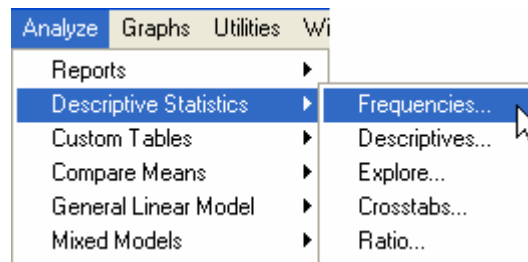 Analyze Graphs Utilities Wi
Reports
Descriptive Statistics
Custom Tables
Compare Means
General Linear Model
Mixed Models
Frequencies...
Descriptives...
Explore...
Crosstabs...
Ratio...